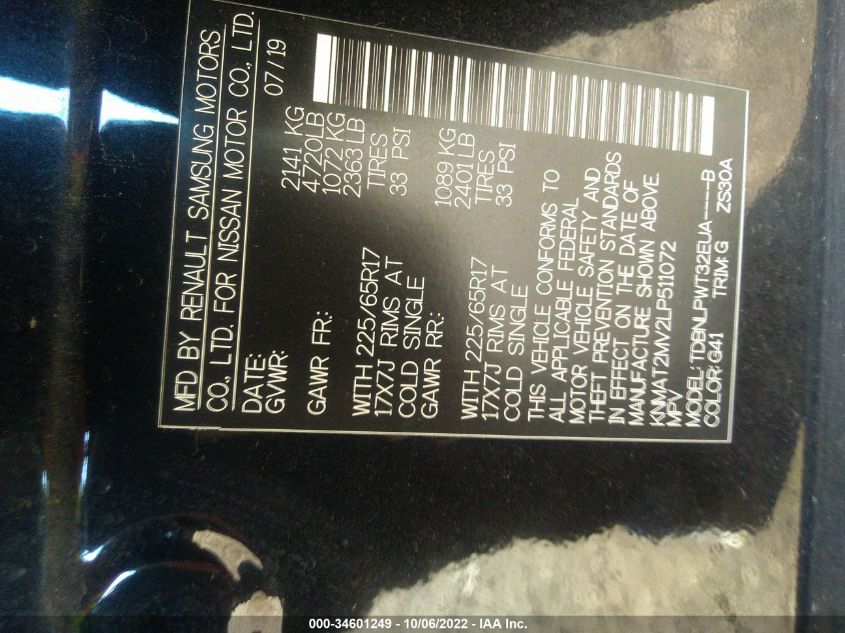 MFD BY RENAULT SAMSUNG MOTORS
CO., LTD. FOR NISSAN MOTOR CO., LTD.
DATE: 07/19
GVWR: 2141 KG
4720LB
GAWR FR: 1072 KG
2363 LB
WITH 225/65R17 TIRES
17X7J RIMS AT 33 PSI
COLD SINGLE
GAWR RR: 1089 KG
2401 LB
WITH 225/65R17 TIRES
17X7J RIMS AT 33 PSI
COLD SINGLE
THIS VEHICLE CONFORMS TO
ALL APPLICABLE FEDERAL
MOTOR VEHICLE SAFETY AND
THEFT PREVENTION STANDARDS
IN EFFECT ON THE DATE OF
MANUFACTURE SHOWN ABOVE.
KNMAT2MV2LP511072
MPV
MODEL: TDBNLPWT32EUA-----B
COLOR: G41 TRIM: G ZS30A
000-34601249 - 10/06/2022 - IAA Inc.